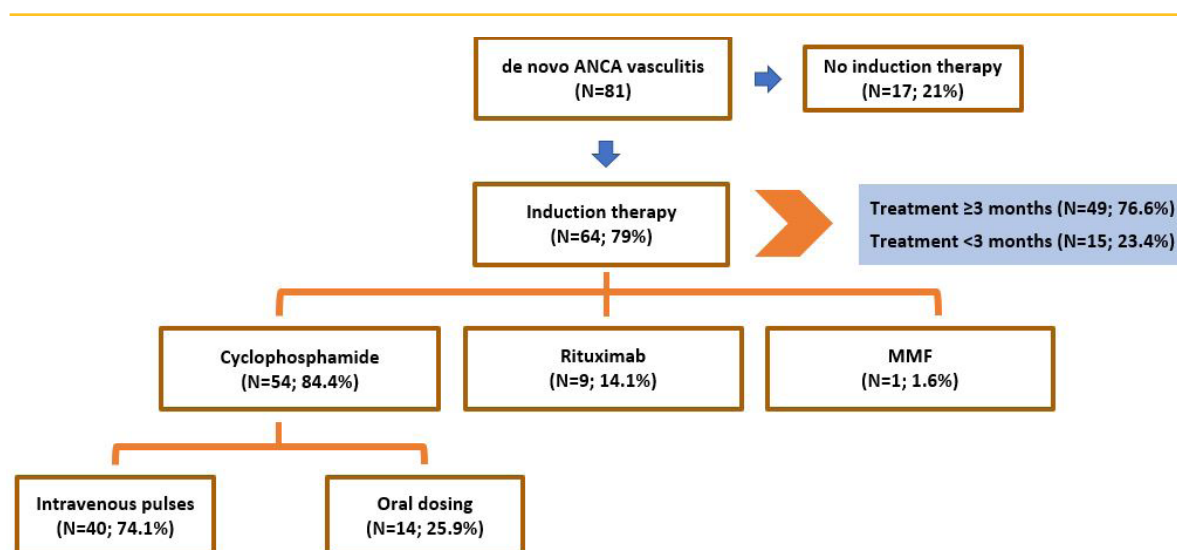 de novo ANCA vasculitis
(N=81)
No induction therapy
(N=17; 21%)
Induction therapy
(N=64; 79%)
Treatment ≥3 months (N=49; 76.6%)
Treatment <3 months (N=15; 23.4%)
Cyclophosphamide
(N=54; 84.4%)
Rituximab
(N=9; 14.1%)
MMF
(N=1; 1.6%)
Intravenous pulses
(N=40; 74.1%)
Oral dosing
(N=14; 25.9%)